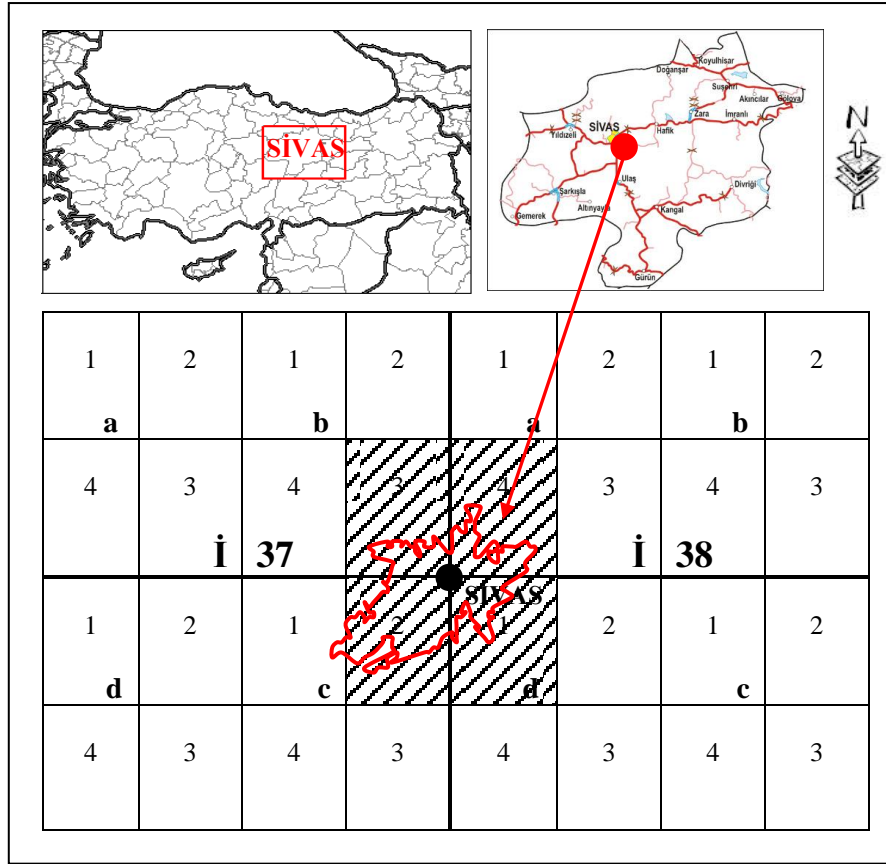 SİVAS
Koyulhisar
Doğanşar
Suşehri
Akıncılar
Gölova
SİVAS
Zara
İmranlı
Yıldızeli
Hafik
Ulaş
Divriği
Şarkışla
Altınyayla
Kangal
Gemerek
Gürün
N
1 2 1 2 1 2 1 2
a b a b
4 3 4 3 4 3 4 3
İ 37 İ 38
SİVAS
1 2 1 2 1 2 1 2
d c d c
4 3 4 3 4 3 4 3